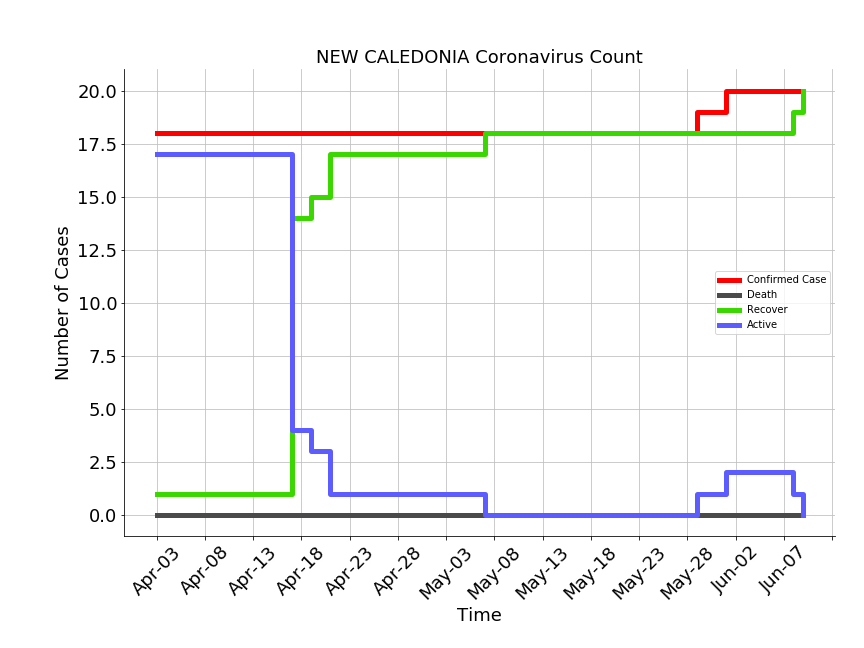 NEW CALEDONIA Coronavirus Count
20.0
17.5
15.0
12.5
10.0
7.5
5.0
2.5
0.0
Number of Cases
Confirmed Case
Death
Recover
Active
Apr-03
Apr-08
Apr-13
Apr-18
Apr-23
Apr-28
May-03
May-08
May-13
May-18
May-23
May-28
Jun-02
Jun-07
Time